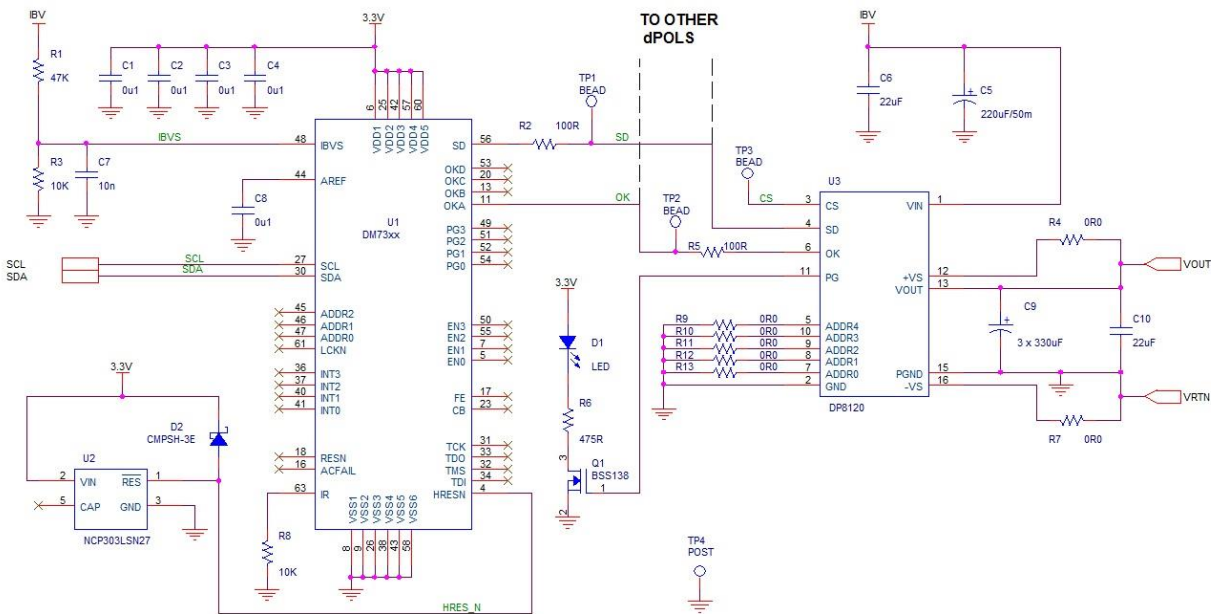 IBV
R1
47K
C1
0u1
C2
0u1
C3
0u1
C4
0u1
3.3V
TO OTHER
dPOLS
IBV
C6
22uF
C5
220uF/50m
TP1
BEAD
R2
100R
SD
TP3
BEAD
CS
TP2
BEAD
OK
R5
100R
IBVS
R3
10K
C7
10n
C8
0u1
SCL
SDA
SCL
SDA
U1
DM73xx
6
25
42
57
60
VDD1
VDD2
VDD3
VDD4
VDD5
48 IBVS
44 AREF
27 SCL
30 SDA
45 ADDR2
46 ADDR1
47 ADDR0
61 LCKN
36 INT3
37 INT2
40 INT1
41 INT0
18 RESN
16 ACFAIL
63 IR
SD 56
OKD 53
OKC 20
OKB 13
OKA 11
PG3 49
PG2 51
PG1 52
PG0 54
EN3 50
EN2 55
EN1 7
EN0 5
FE 17
CB 23
TCK 31
TDO 33
TMS 32
TDI 34
HRESN 4
VSS1
VSS2
VSS3
VSS4
VSS5
VSS6
8
9
26
38
43
58
3.3V
D1
LED
R6
475R
Q1
BSS138
3
1
2
U3
3 CS
4 SD
6 OK
11 PG
5 ADDR4
10 ADDR3
9 ADDR2
8 ADDR1
7 ADDR0
2 GND
VIN 1
+VS 12
VOUT 13
PGND 15
-VS 16
DP8120
R9 0R0
R10 0R0
R11 0R0
R12 0R0
R13 0R0
R4 0R0
VOUT
C9
3 x 330uF
C10
22uF
VRTN
R7 0R0
3.3V
D2
CMPSH-3E
U2
2 VIN
5 CAP
RES 1
GND 3
NCP303LSN27
R8
10K
HRES_N
TP4
POST